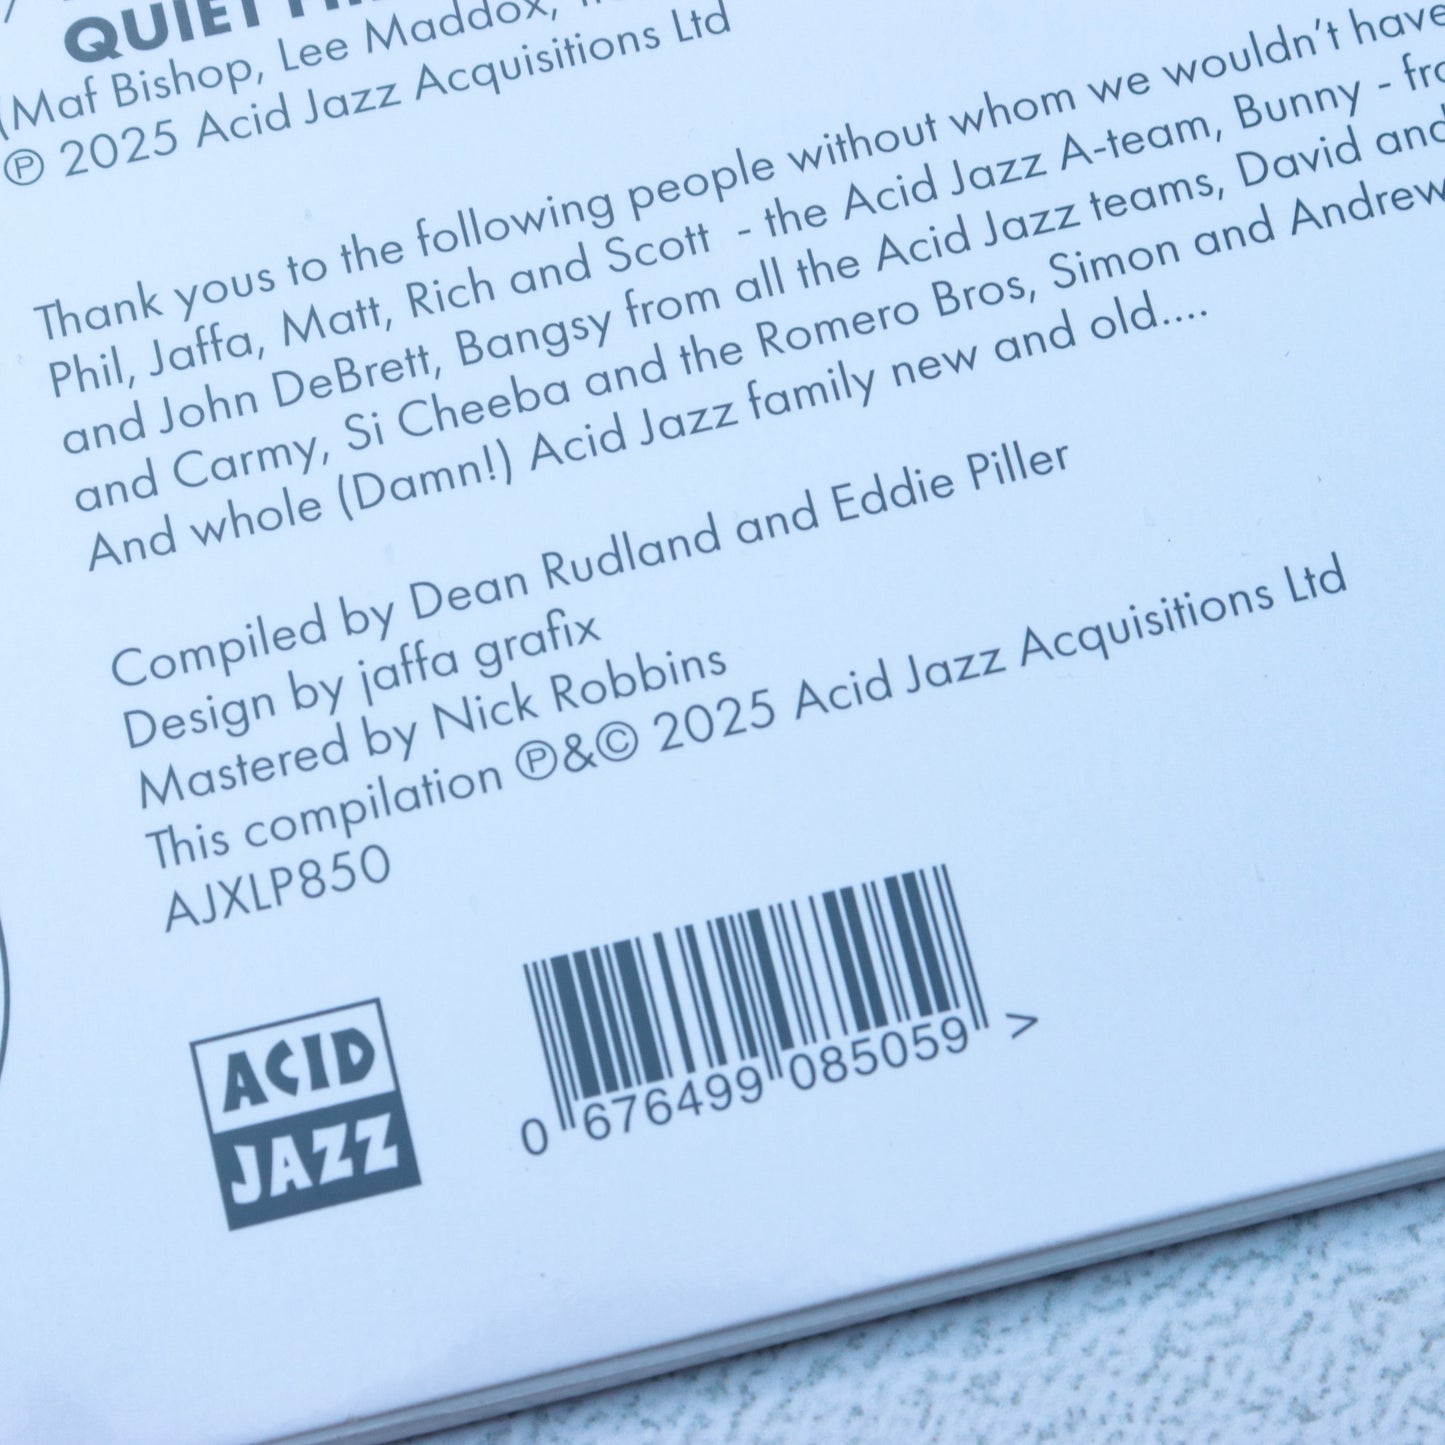 QUIET
(Maf Bishop, Lee Maddox,
℗ 2025 Acid Jazz Acquisitions Ltd
Thank yous to the following people without whom we wouldn't have
Phil, Jaffa, Matt, Rich and Scott - the Acid Jazz A-team, Bunny -
and John DeBrett, Bangsy from all the Acid Jazz teams, David and
and Carmy, Si Cheeba and the Romero Bros, Simon and Andrew
And whole (Damn!) Acid Jazz family new and old....
Compiled by Dean Rudland and Eddie Piller
Design by jaffa grafix
Mastered by Nick Robbins
This compilation ℗&© 2025 Acid Jazz Acquisitions Ltd
AJXLP850
ACID
JAZZ
0 676499 085059 >